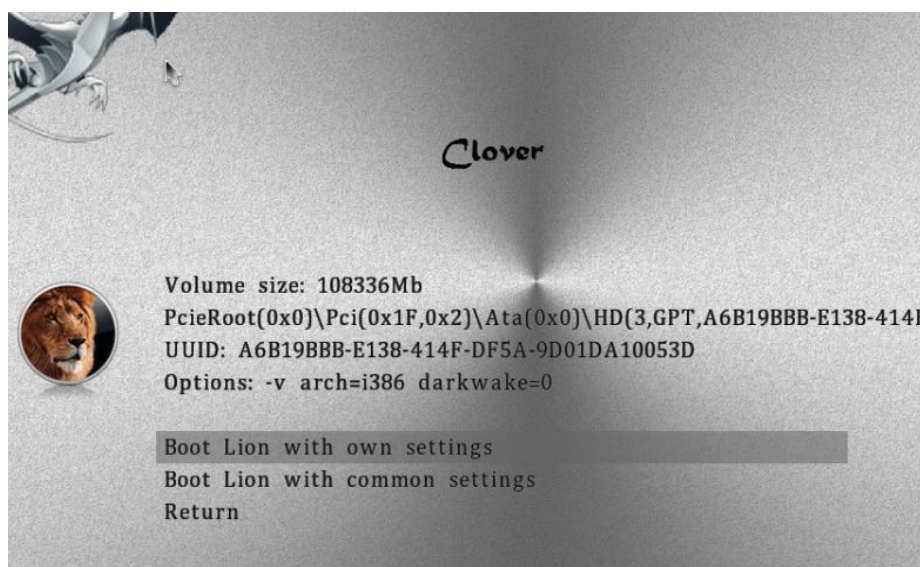 Clover
Volume size: 108336Mb
PcieRoot(0x0)\Pci(0x1F,0x2)\Ata(0x0)\HD(3,GPT,A6B19BBB-E138-414
UUID: A6B19BBB-E138-414F-DF5A-9D01DA10053D
Options: -v arch=i386 darkwake=0
Boot Lion with own settings
Boot Lion with common settings
Return